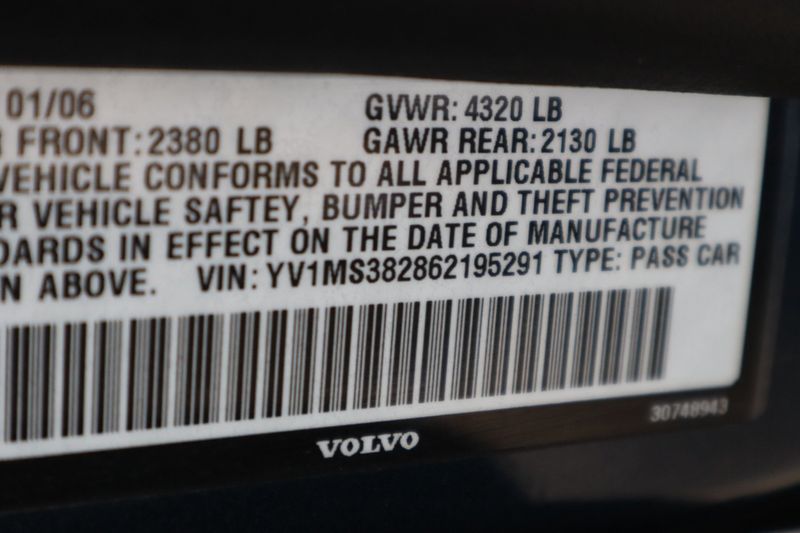 01/06 GVWR: 4320 LB
R FRONT: 2380 LB GAWR REAR: 2130 LB
VEHICLE CONFORMS TO ALL APPLICABLE FEDERAL
R VEHICLE SAFTEY, BUMPER AND THEFT PREVENTION
DARDS IN EFFECT ON THE DATE OF MANUFACTURE
N ABOVE. VIN: YV1MS382862195291 TYPE: PASS CAR
30748943
VOLVO